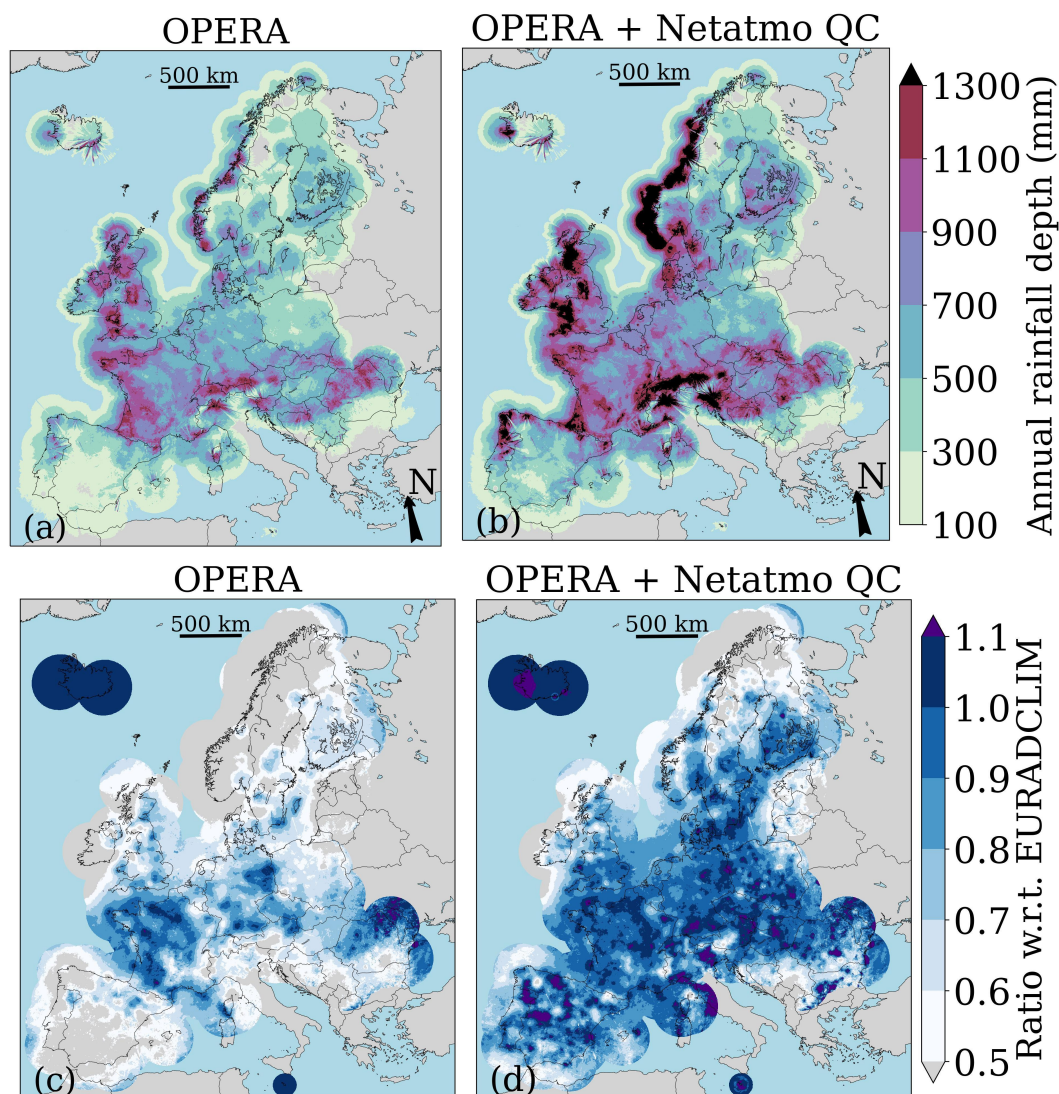 OPERA
OPERA + Netatmo QC
500 km
500 km
1300
1100
900
700
500
300
100
Annual rainfall depth (mm)
N
N
(a)
(b)
OPERA
OPERA + Netatmo QC
500 km
500 km
1.1
1.0
0.9
0.8
0.7
0.6
0.5
Ratio w.r.t. EURADCLIM
(c)
(d)